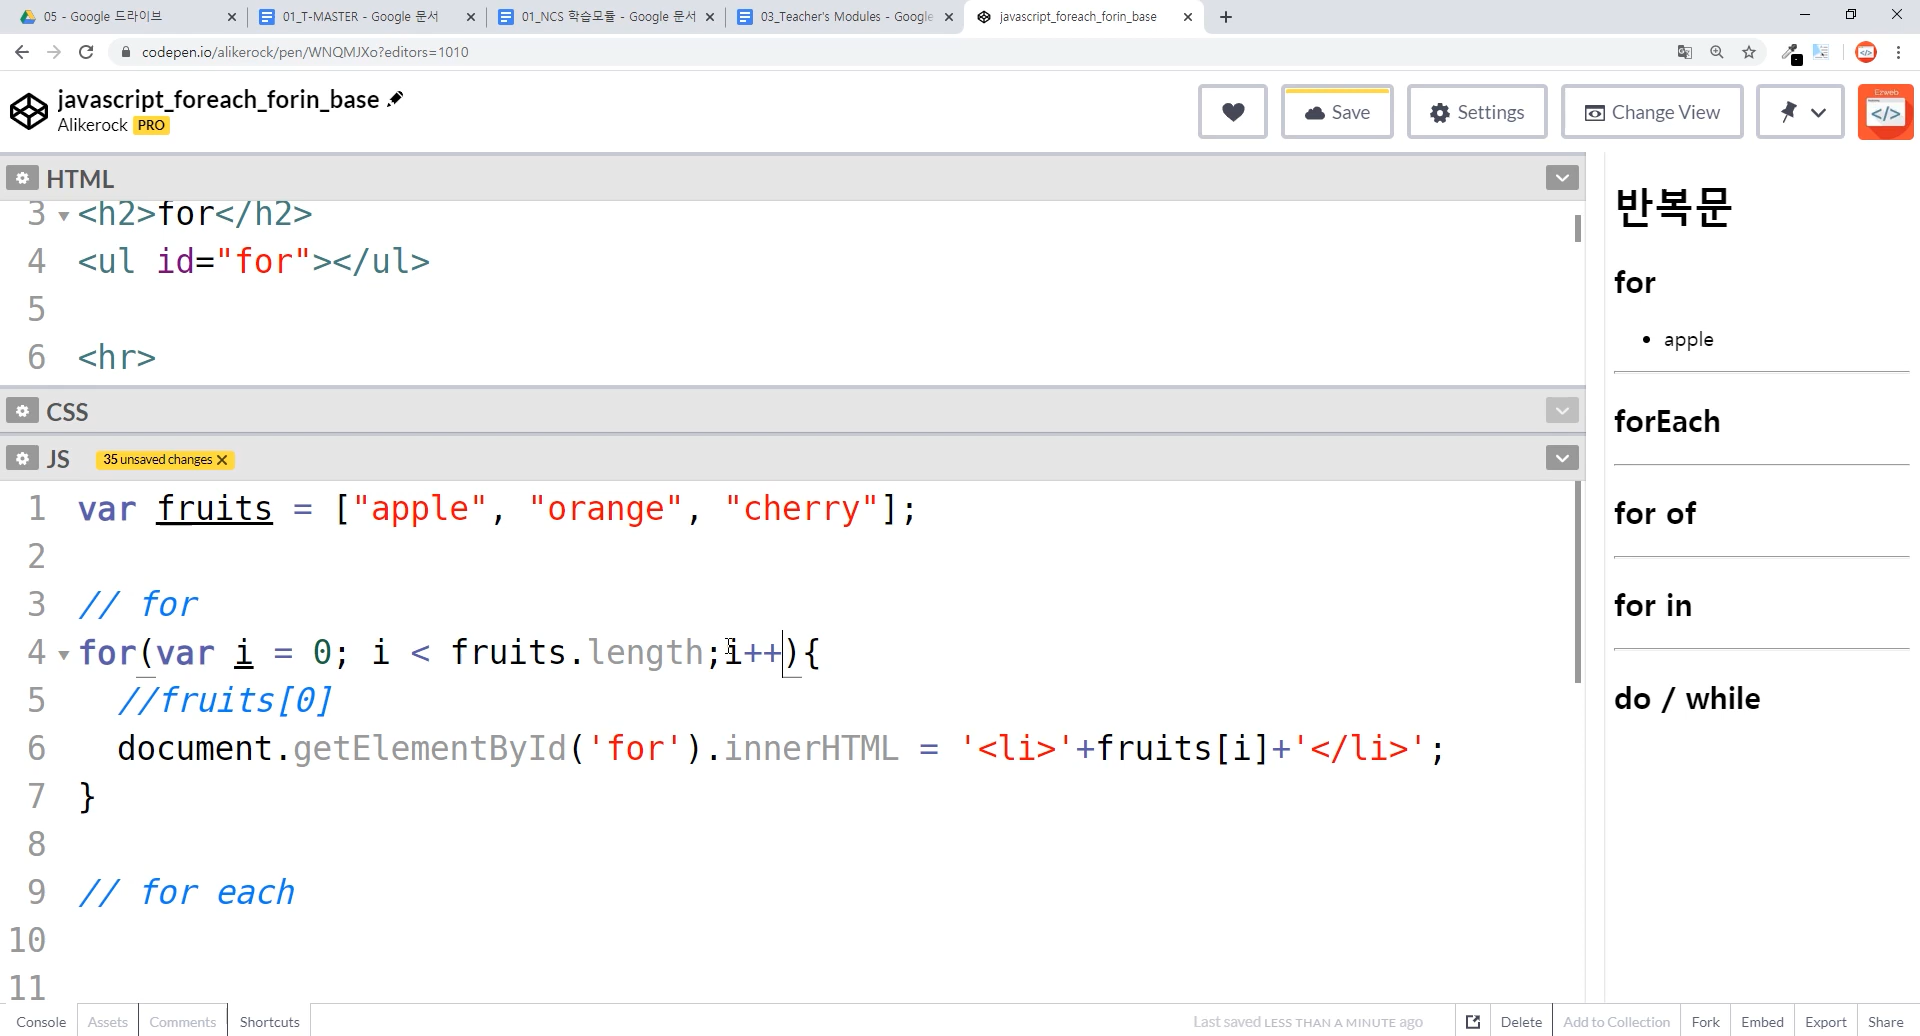 05 - Google 드라이브
01_T-MASTER - Google 문서
01_NCS 학습모듈 - Google 문서
03_Teacher's Modules - Google
javascript_foreach_forin_base
codepen.io/alikerock/pen/WNQMJXo?editors=1010
javascript_foreach_forin_base
Alikerock PRO
Save
Settings
Change View
Ezweb
</>
HTML
3 <h2>for</h2>
4 <ul id="for"></ul>
5
6 <hr>
CSS
JS 35 unsaved changes
1 var fruits = ["apple", "orange", "cherry"];
2
3 // for
4 for(var i = 0; i < fruits.length;i++){
5 //fruits[0]
6 document.getElementById('for').innerHTML = '<li>'+fruits[i]+'</li>';
7 }
8
9 // for each
10
11
반복문
for
• apple
forEach
for of
for in
do / while
Console
Assets
Comments
Shortcuts
Last saved LESS THAN A MINUTE ago
Delete
Add to Collection
Fork
Embed
Export
Share